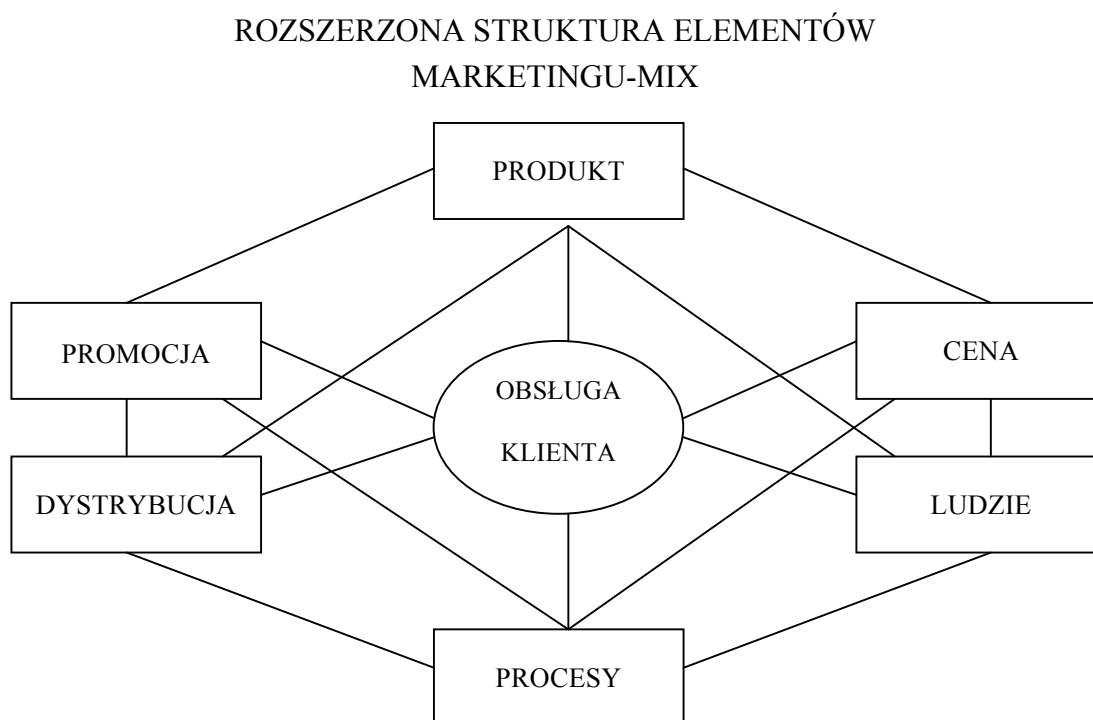 ROZSZERZONA STRUKTURA ELEMENTÓW
MARKETINGU-MIX
PRODUKT
PROMOCJA
CENA
OBSŁUGA
KLIENTA
DYSTRYBUCJA
LUDZIE
PROCESY